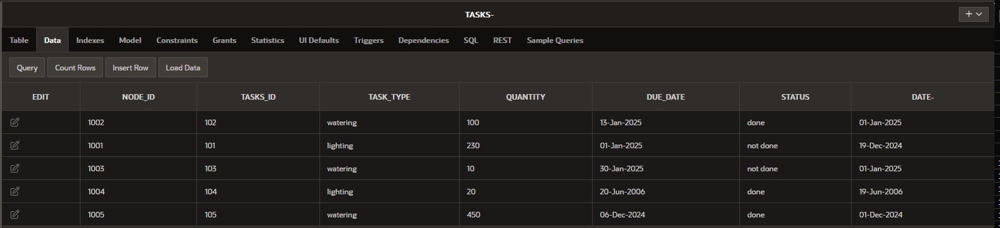 TASKS-
Table Data Indexes Model Constraints Grants Statistics UI Defaults Triggers Dependencies SQL REST Sample Queries
Query Count Rows Insert Row Load Data
EDIT NODE_ID TASKS_ID TASK_TYPE QUANTITY DUE_DATE STATUS DATE-
1002 102 watering 100 13-Jan-2025 done 01-Jan-2025
1001 101 lighting 230 01-Jan-2025 not done 19-Dec-2024
1003 103 watering 10 30-Jan-2025 not done 01-Jan-2025
1004 104 lighting 20 20-Jun-2006 done 19-Jun-2006
1005 105 watering 450 06-Dec-2024 done 01-Dec-2024